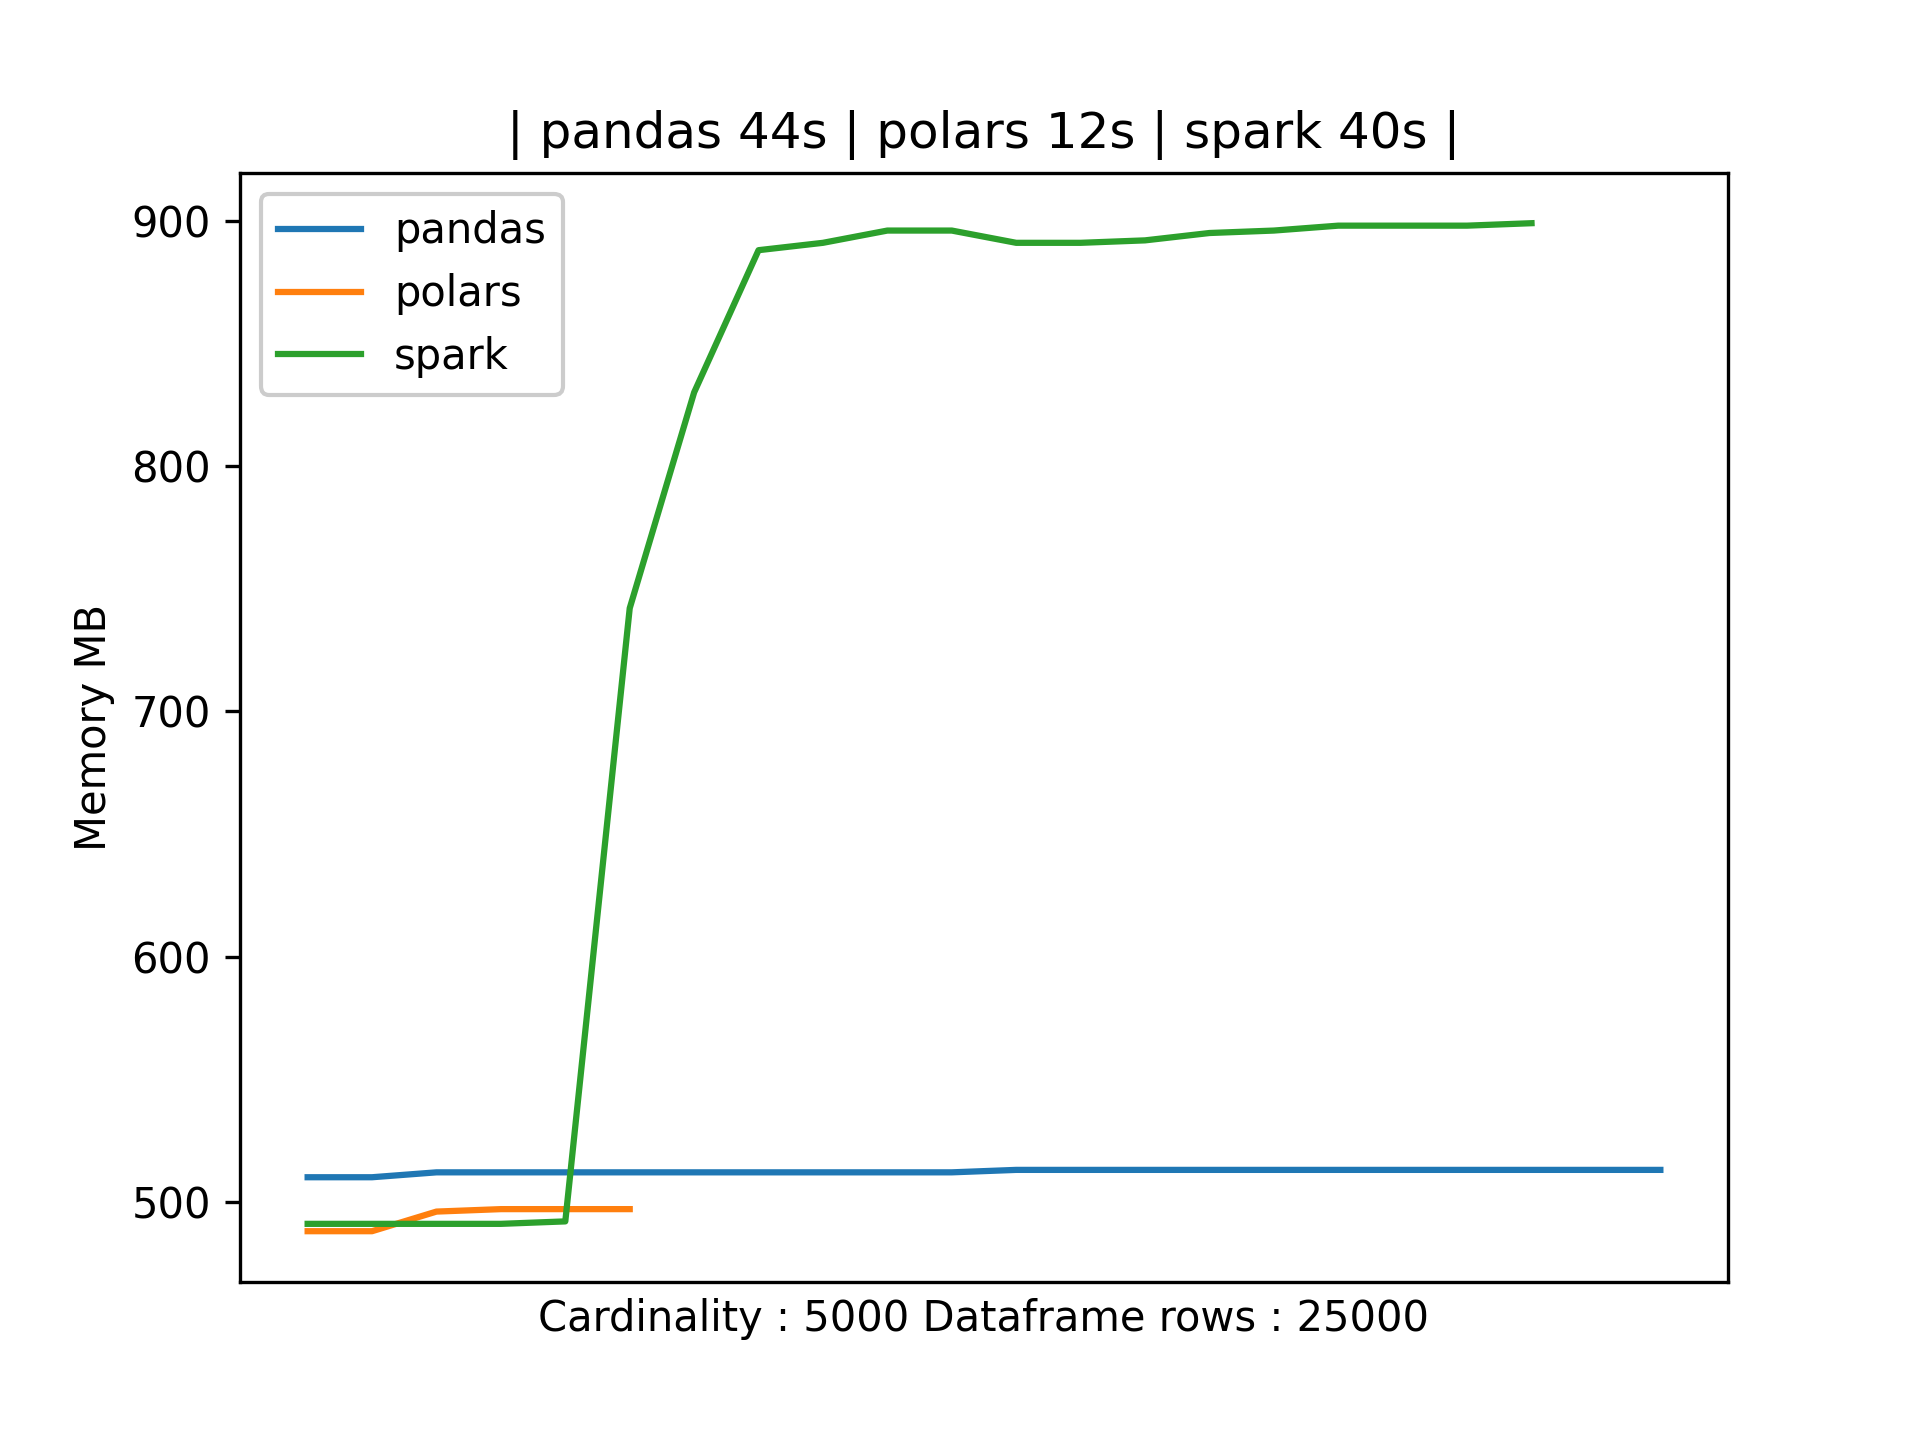 | pandas 44s | polars 12s | spark 40s |
pandas
polars
spark
900
800
700
600
500
Memory MB
Cardinality : 5000 Dataframe rows : 25000